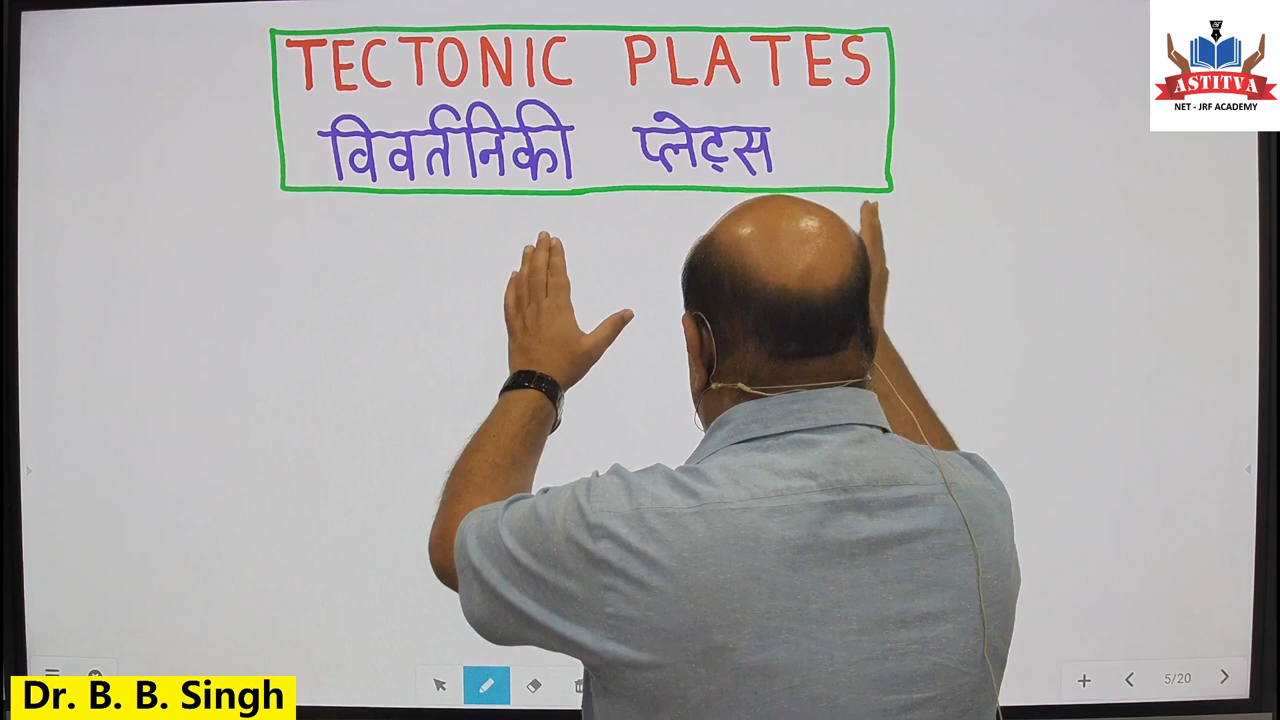 TECTONIC PLATES
विवर्तनिकी प्लेट्स
ASTITVA
NET - JRF ACADEMY
5/20
Dr. B. B. Singh